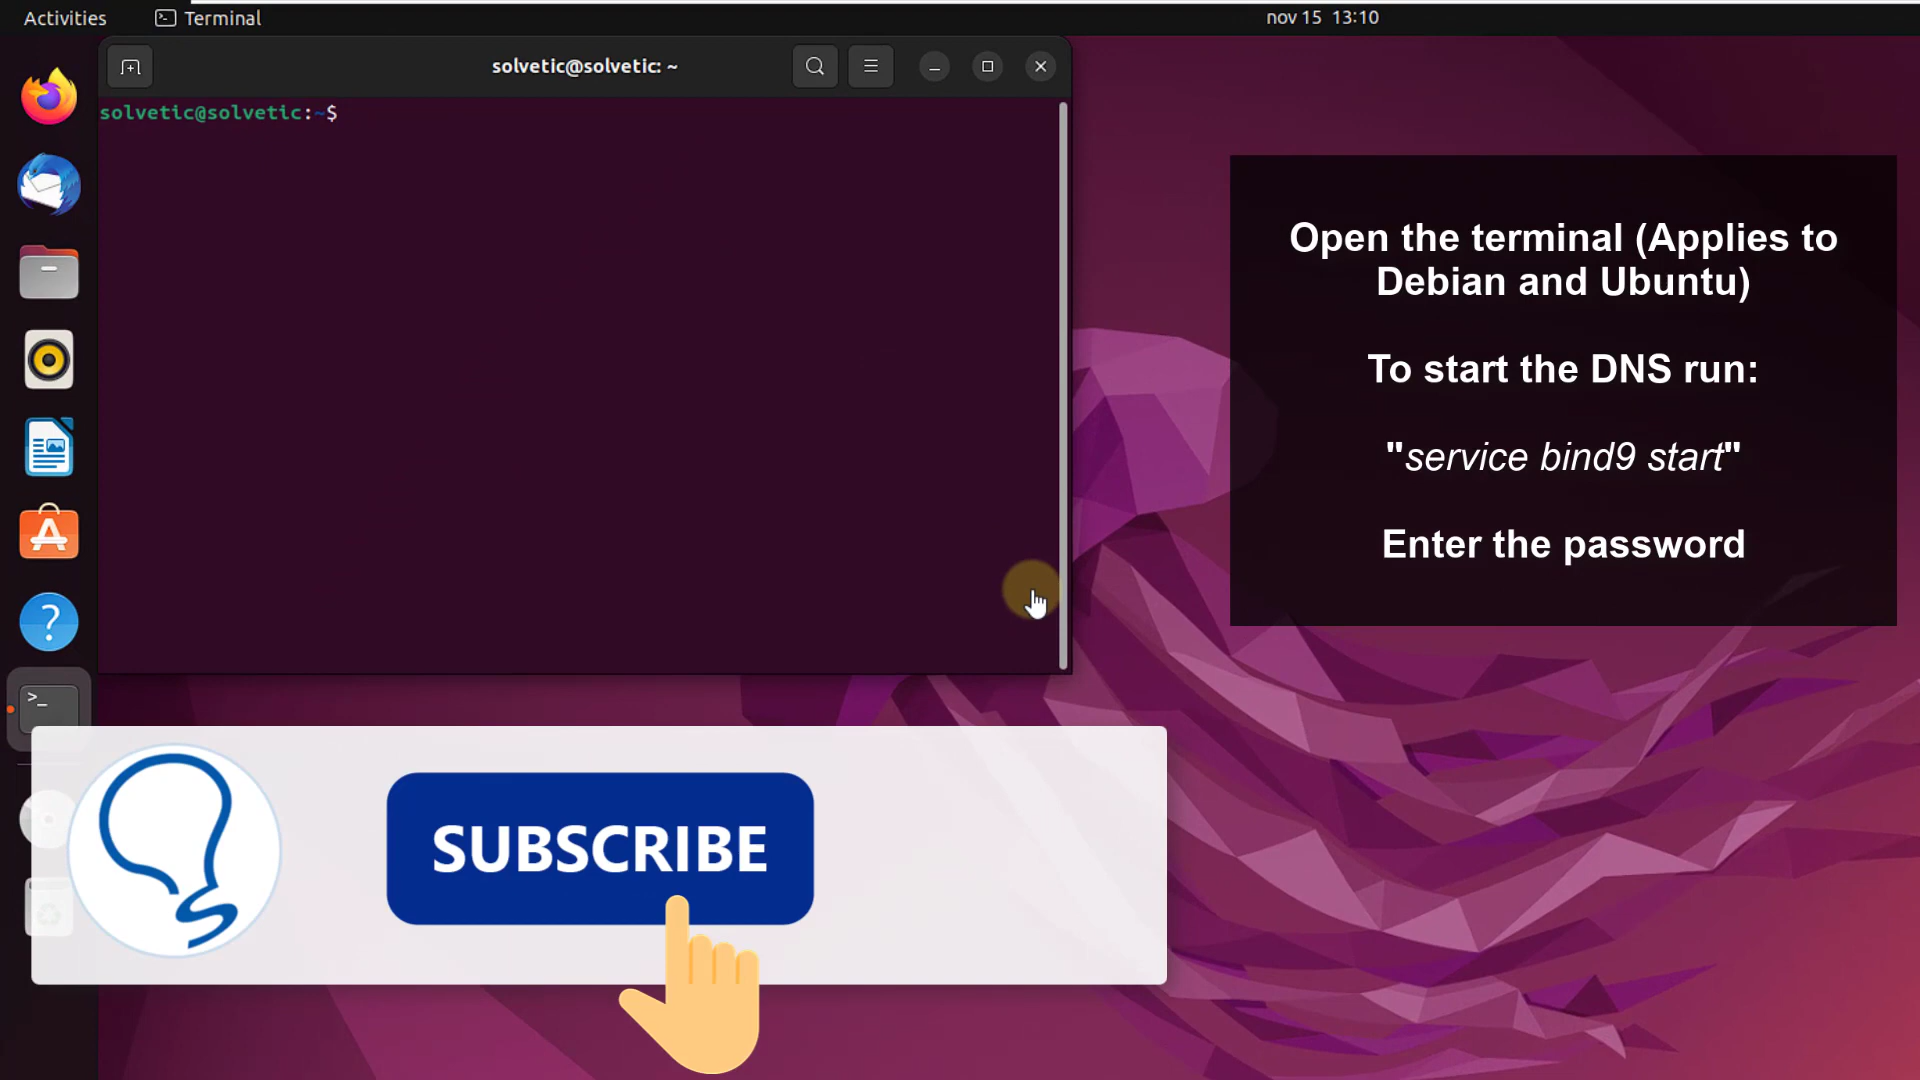 Activities
Terminal
nov 15 13:10
solvetic@solvetic: ~
solvetic@solvetic:~$
Open the terminal (Applies to
Debian and Ubuntu)
To start the DNS run:
"service bind9 start"
Enter the password
SUBSCRIBE